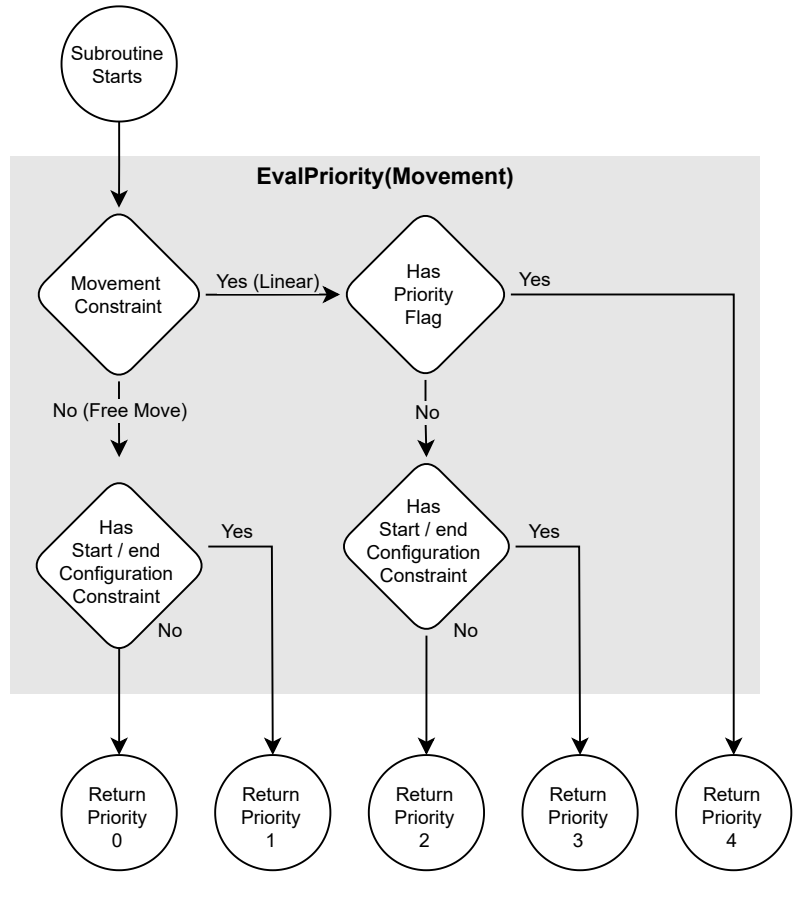 Subroutine
Starts
EvalPriority(Movement)
Movement
Constraint
Yes (Linear)
Has
Priority
Flag
Yes
No (Free Move)
No
Has
Start / end
Configuration
Constraint
Yes
No
Has
Start / end
Configuration
Constraint
Yes
No
Return
Priority
0
Return
Priority
1
Return
Priority
2
Return
Priority
3
Return
Priority
4